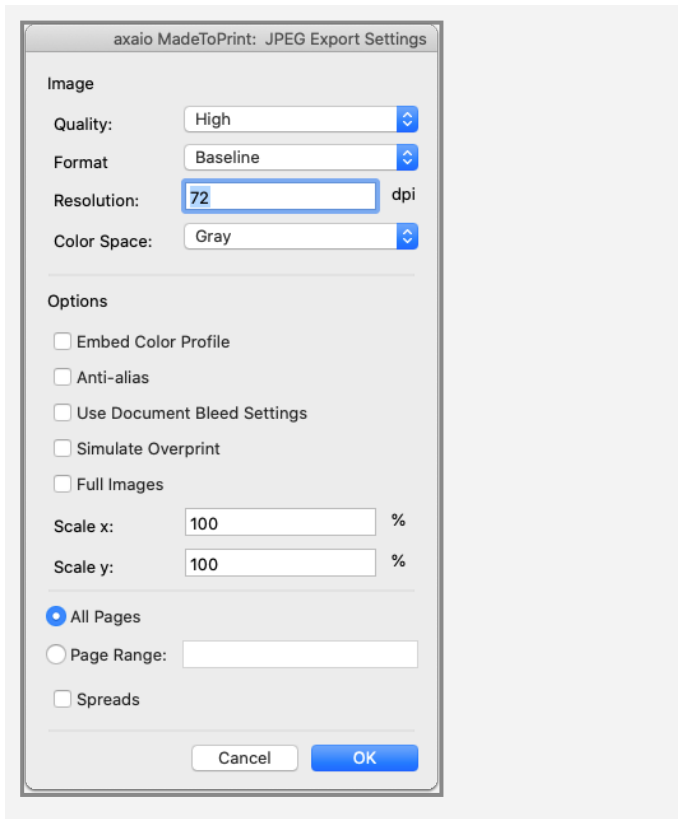 axaio MadeToPrint: JPEG Export Settings
Image
Quality: High
Format Baseline
Resolution: 72 dpi
Color Space: Gray
Options
Embed Color Profile
Anti-alias
Use Document Bleed Settings
Simulate Overprint
Full Images
Scale x: 100 %
Scale y: 100 %
All Pages
Page Range:
Spreads
Cancel OK